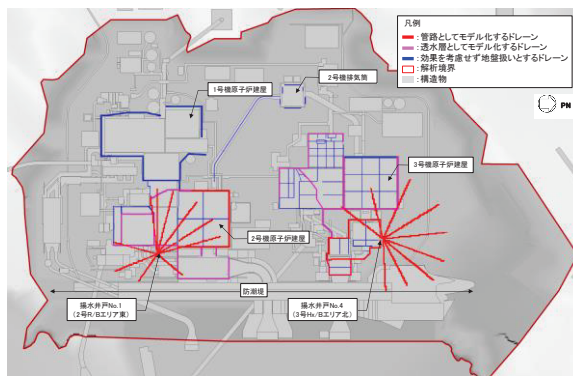 凡例
:管路としてモデル化するドレーン
:透水層としてモデル化するドレーン
:効果を考慮せず地盤扱いとするドレーン
:解析境界
:構造物
PN
2号機排気筒
1号機原子炉建屋
3号機原子炉建屋
2号機原子炉建屋
防潮堤
揚水井戸No.1
(2号R/Bエリア東)
揚水井戸No.4
(3号Hx/Bエリア北)